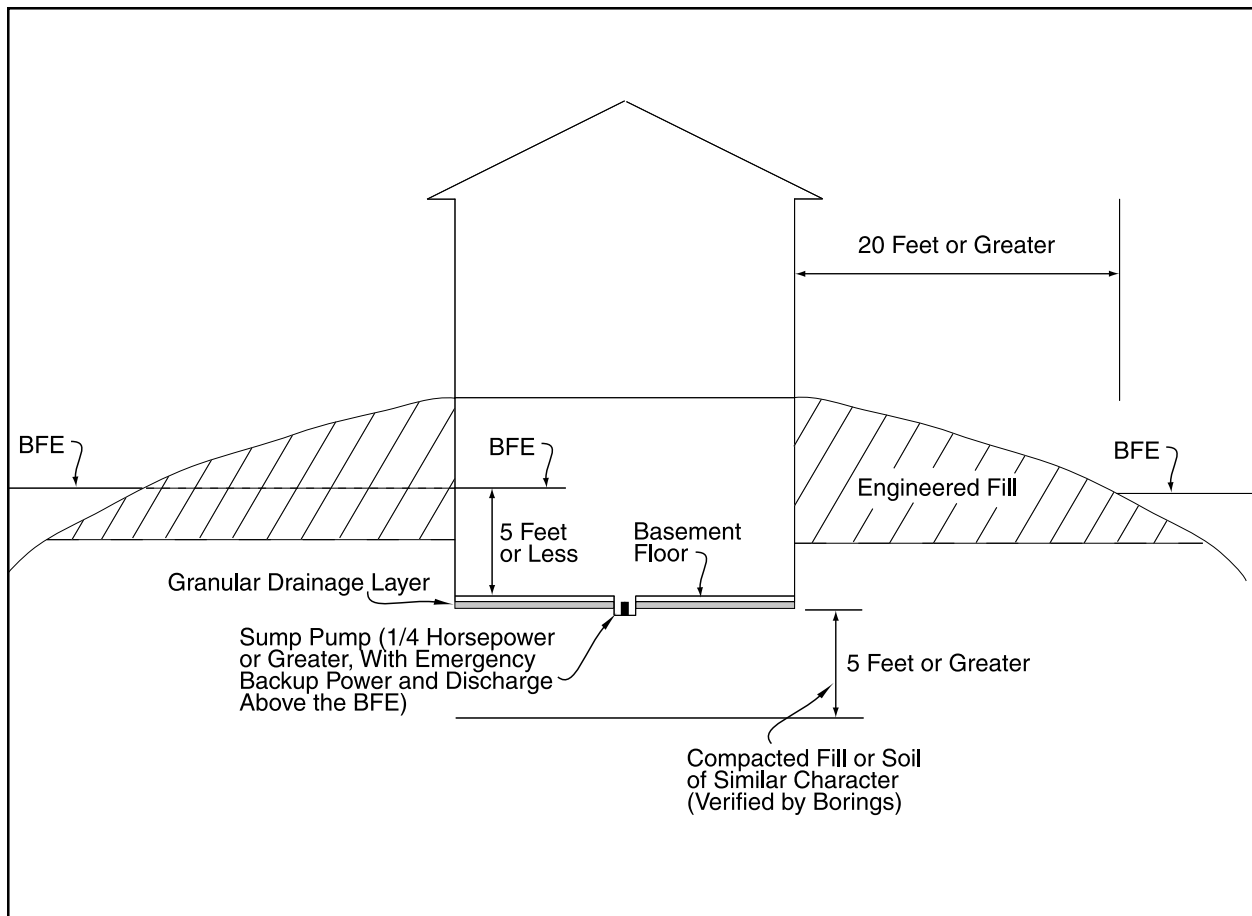 20 Feet or Greater
BFE
BFE
BFE
Engineered Fill
5 Feet
or Less
Basement
Floor
Granular Drainage Layer
Sump Pump (1/4 Horsepower
or Greater, With Emergency
Backup Power and Discharge
Above the BFE)
5 Feet or Greater
Compacted Fill or Soil
of Similar Character
(Verified by Borings)